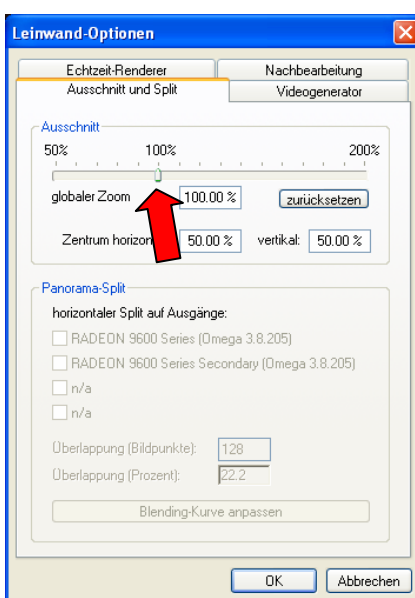 Leinwand-Optionen
Echtzeit-Renderer Nachbearbeitung
Ausschnitt und Split Videogenerator
Ausschnitt
50% 100% 200%
globaler Zoom 100.00 % zurücksetzen
Zentrum horizon 50.00 % vertikal: 50.00 %
Panorama-Split
horizontaler Split auf Ausgänge:
RADEON 9600 Series (Omega 3.8.205)
RADEON 9600 Series Secondary (Omega 3.8.205)
n/a
n/a
Überlappung (Bildpunkte): 128
Überlappung (Prozent): 22.2
Blending-Kurve anpassen
OK Abbrechen